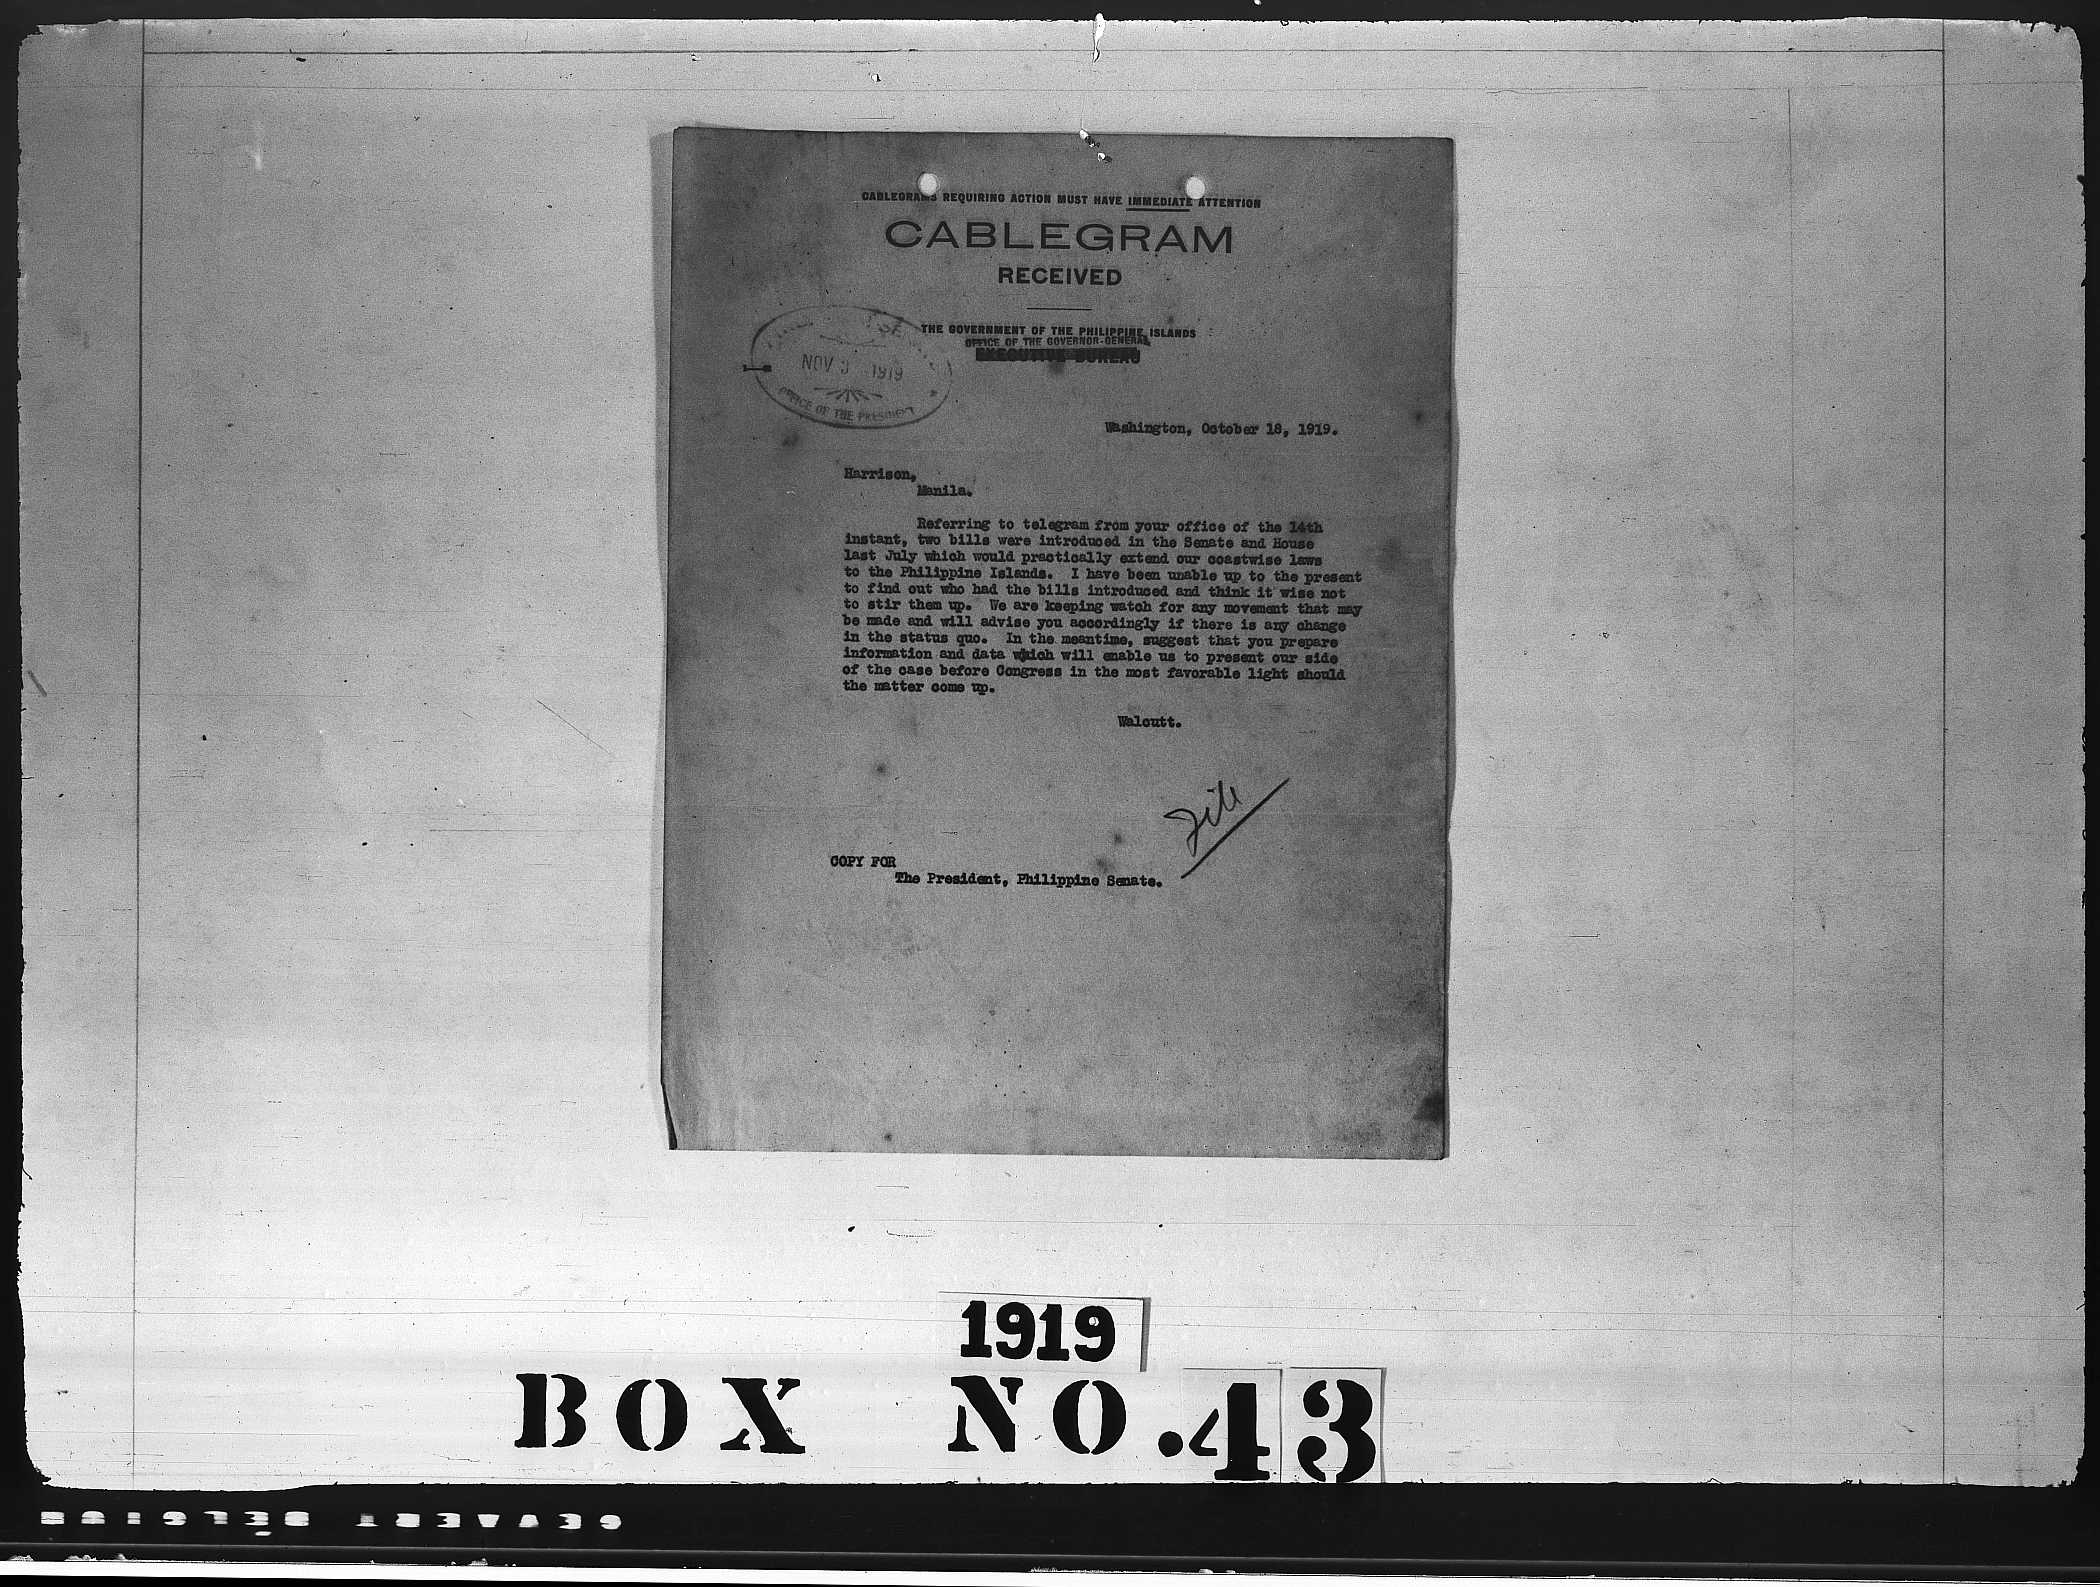 CABLEGRAMS REQUIRING ACTION MUST HAVE IMMEDIATE ATTENTION
CABLEGRAM
RECEIVED
THE GOVERNMENT OF THE PHILIPPINE ISLANDS
OFFICE OF THE GOVERNOR-GENERAL
EXECUTIVE BUREAU
NOV 3 1919
OFFICE OF THE PRESIDENT
Washington, October 18, 1919.
Harrison,
Manila.
Referring to telegram from your office of the 14th
instant, two bills were introduced in the Senate and House
last July which would practically extend our coastwise laws
to the Philippine Islands. I have been unable up to the present
to find out who had the bills introduced and think it wise not
to stir them up. We are keeping watch for any movement that may
be made and will advise you accordingly if there is any change
in the status quo. In the meantime, suggest that you prepare
information and data which will enable us to present our side
of the case before Congress in the most favorable light should
the matter come up.
Walcutt.
File
COPY FOR
The President, Philippine Senate.
1919
BOX NO. 43
GEVAERT BELGIUM